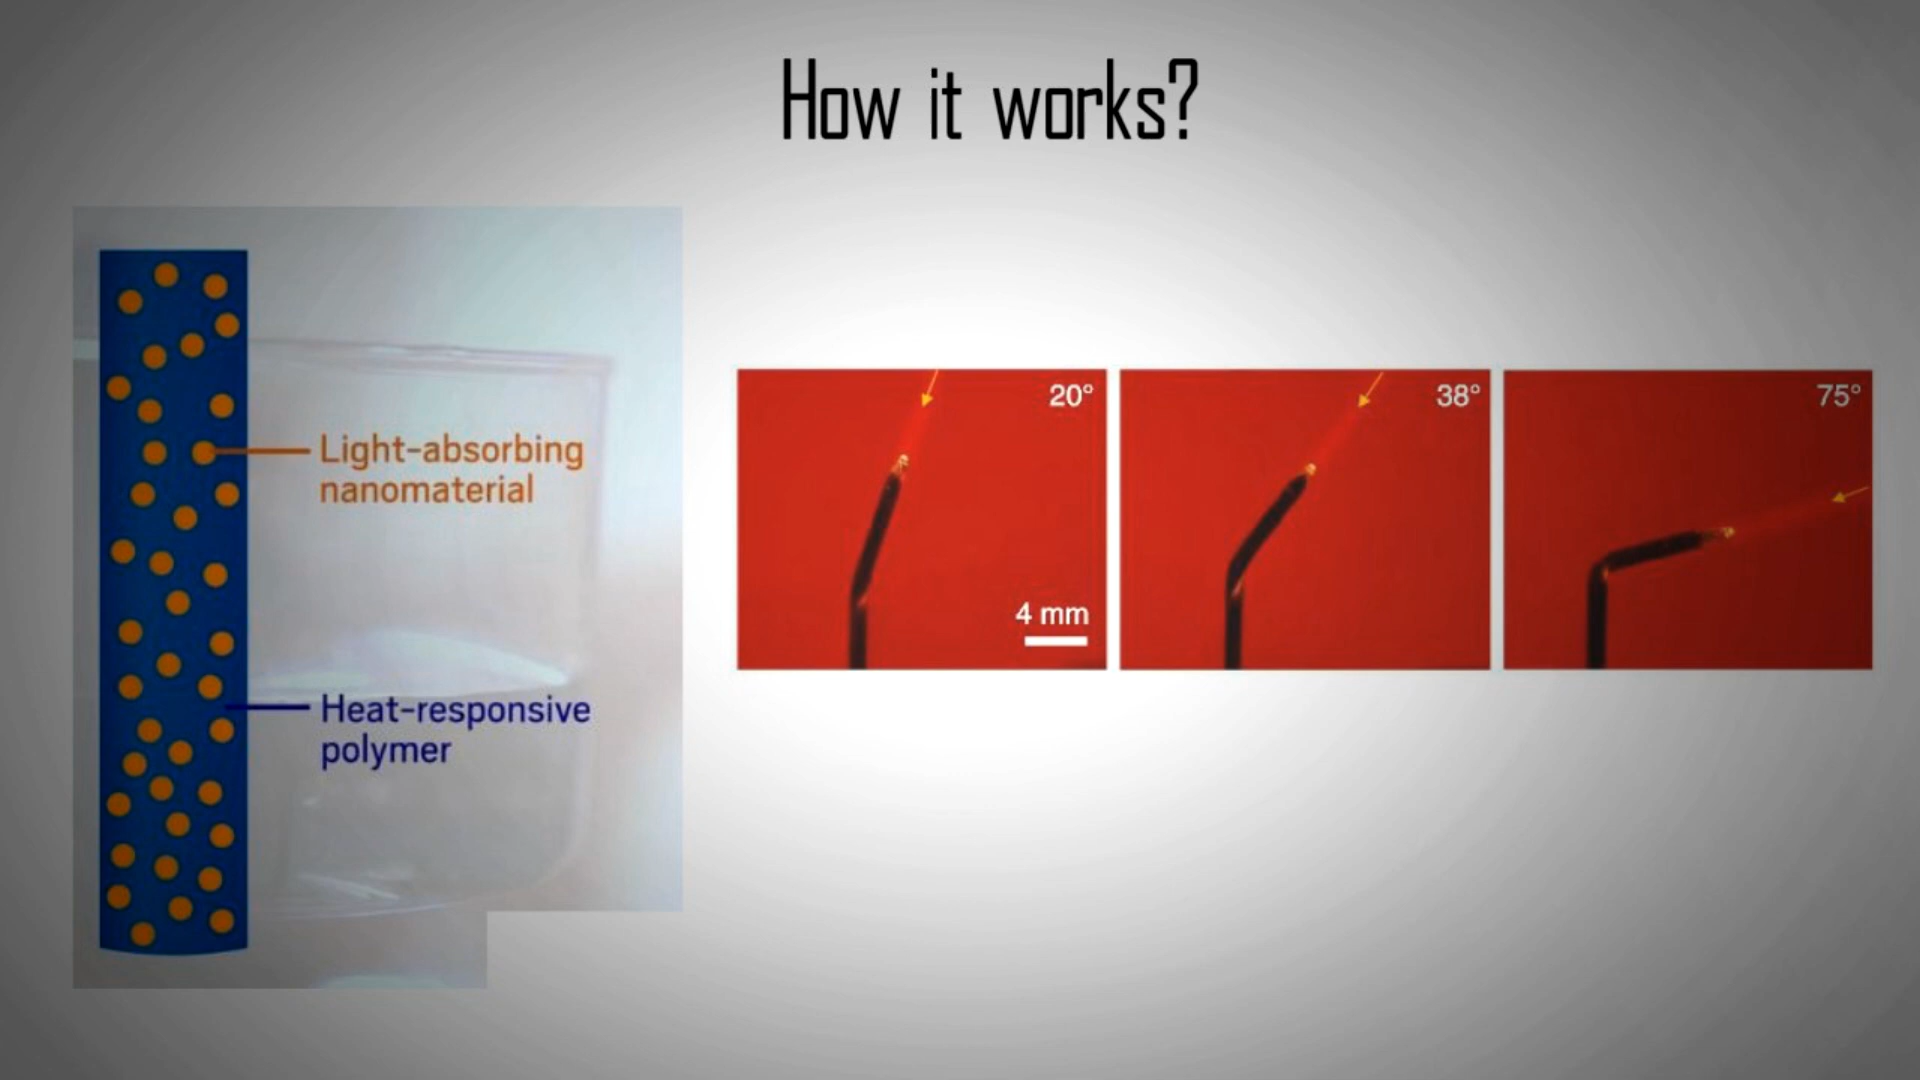 How it works?
Light-absorbing
nanomaterial
Heat-responsive
polymer
20°
4 mm
38°
75°